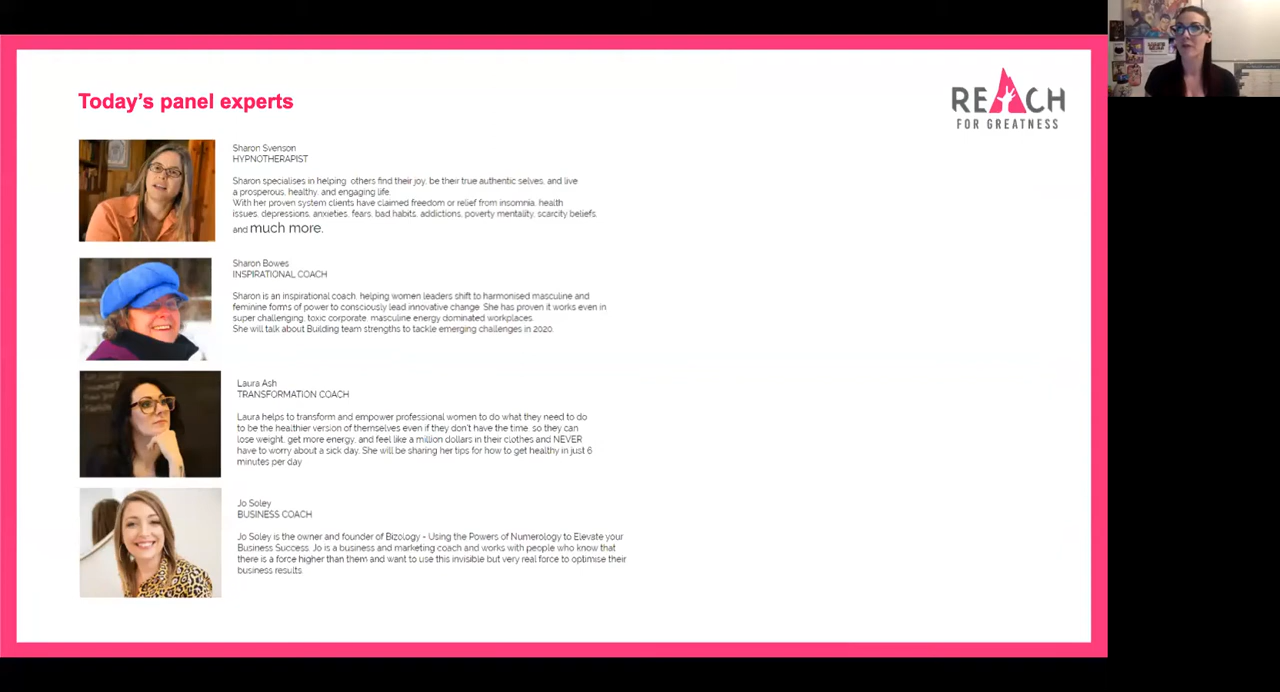 Today's panel experts
REACH
FOR GREATNESS
Sharon Svenson
HYPNOTHERAPIST
Sharon specialises in helping others find their joy, be their true authentic selves, and live
a prosperous, healthy, and engaging life.
With her proven system clients have claimed freedom or relief from insomnia, health
issues, depressions, anxieties, fears, bad habits, addictions, poverty mentality, scarcity beliefs,
and much more.
Sharon Bowes
INSPIRATIONAL COACH
Sharon is an inspirational coach, helping women leaders shift to harmonised masculine and
feminine forms of power to consciously lead innovative change. She has proven it works even in
super challenging, toxic corporate, masculine energy dominated workplaces.
She will talk about Building team strengths to tackle emerging challenges in 2020.
Laura Ash
TRANSFORMATION COACH
Laura helps to transform and empower professional women to do what they need to do
to be the healthier version of themselves even if they don't have the time, so they can
lose weight, get more energy, and feel like a million dollars in their clothes and NEVER
have to worry about a sick day. She will be sharing her tips for how to get healthy in just 6
minutes per day
Jo Soley
BUSINESS COACH
Jo Soley is the owner and founder of Bizology - Using the Powers of Numerology to Elevate your
Business Success. Jo is a business and marketing coach and works with people who know that
there is a force higher than them and want to use this invisible but very real force to optimise their
business results.